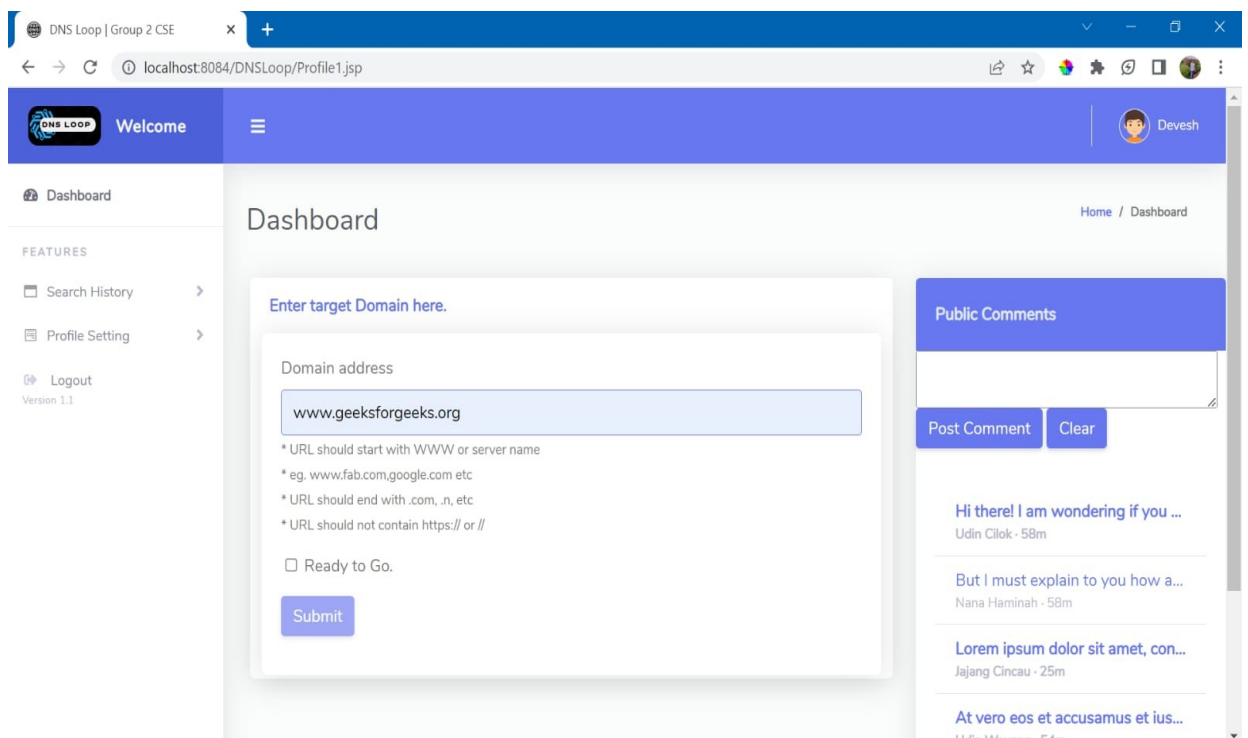 DNS Loop | Group 2 CSE
localhost:8084/DNSLoop/Profile1.jsp
DNS LOOP
Welcome
Devesh
Dashboard
FEATURES
Search History
Profile Setting
Logout
Version 1.1
Dashboard
Home / Dashboard
Enter target Domain here.
Domain address
www.geeksforgeeks.org
* URL should start with WWW or server name
* eg. www.fab.com,google.com etc
* URL should end with .com, .n, etc
* URL should not contain https:// or //
Ready to Go.
Submit
Public Comments
Post Comment
Clear
Hi there! I am wondering if you ...
Udin Cilok · 58m
But I must explain to you how a...
Nana Haminah · 58m
Lorem ipsum dolor sit amet, con...
Jajang Cincau · 25m
At vero eos et accusamus et ius...